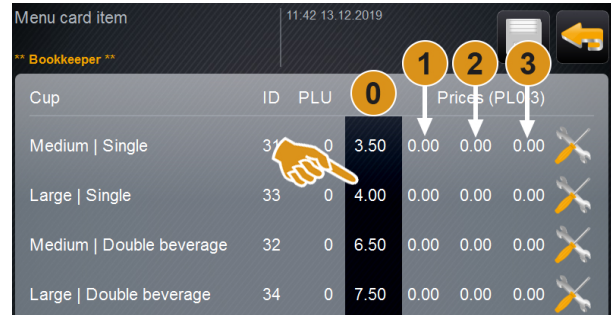 Menu card item
11:42 13.12.2019
** Bookkeeper **
1 2 3
Cup ID PLU 0 Prices (PL0-3)
Medium | Single 31 0 3.50 0.00 0.00 0.00
Large | Single 33 0 4.00 0.00 0.00 0.00
Medium | Double beverage 32 0 6.50 0.00 0.00 0.00
Large | Double beverage 34 0 7.50 0.00 0.00 0.00